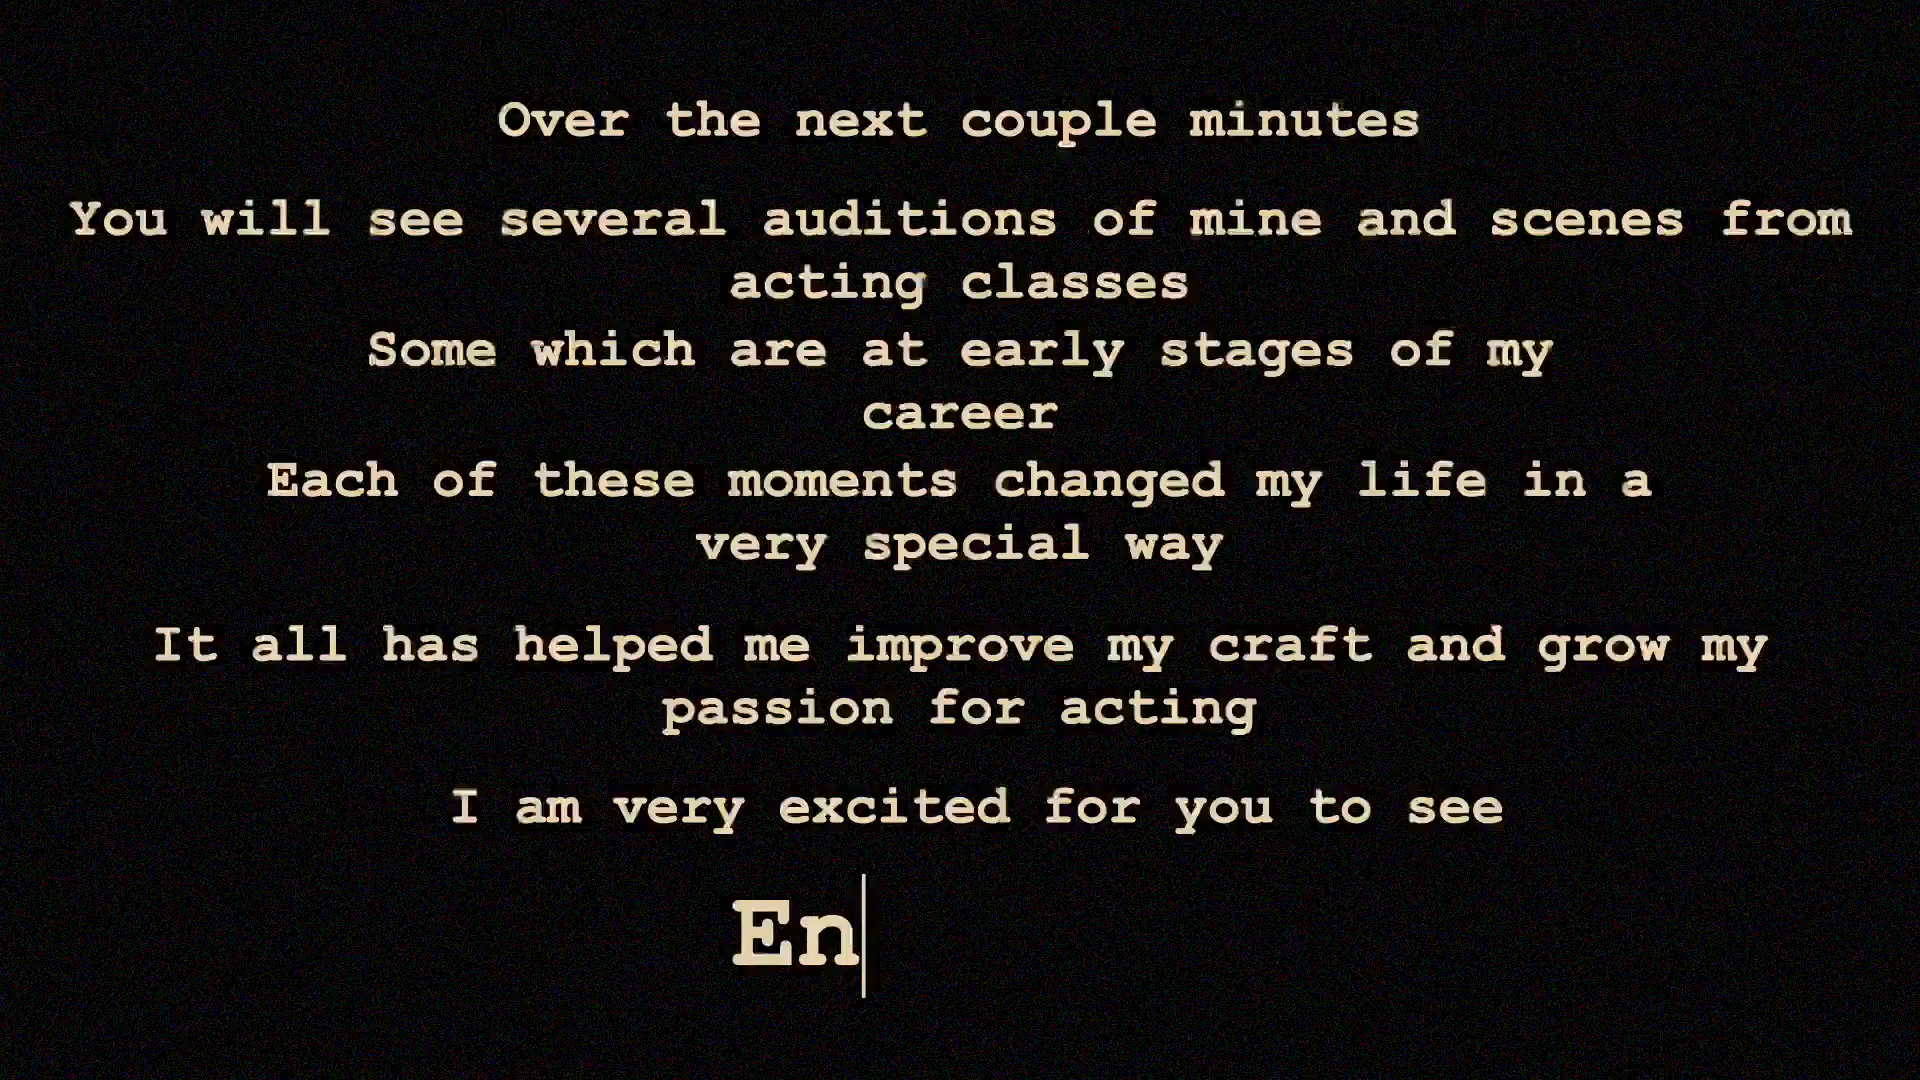 Over the next couple minutes
You will see several auditions of mine and scenes from
acting classes
Some which are at early stages of my
career
Each of these moments changed my life in a
very special way
It all has helped me improve my craft and grow my
passion for acting
I am very excited for you to see
En